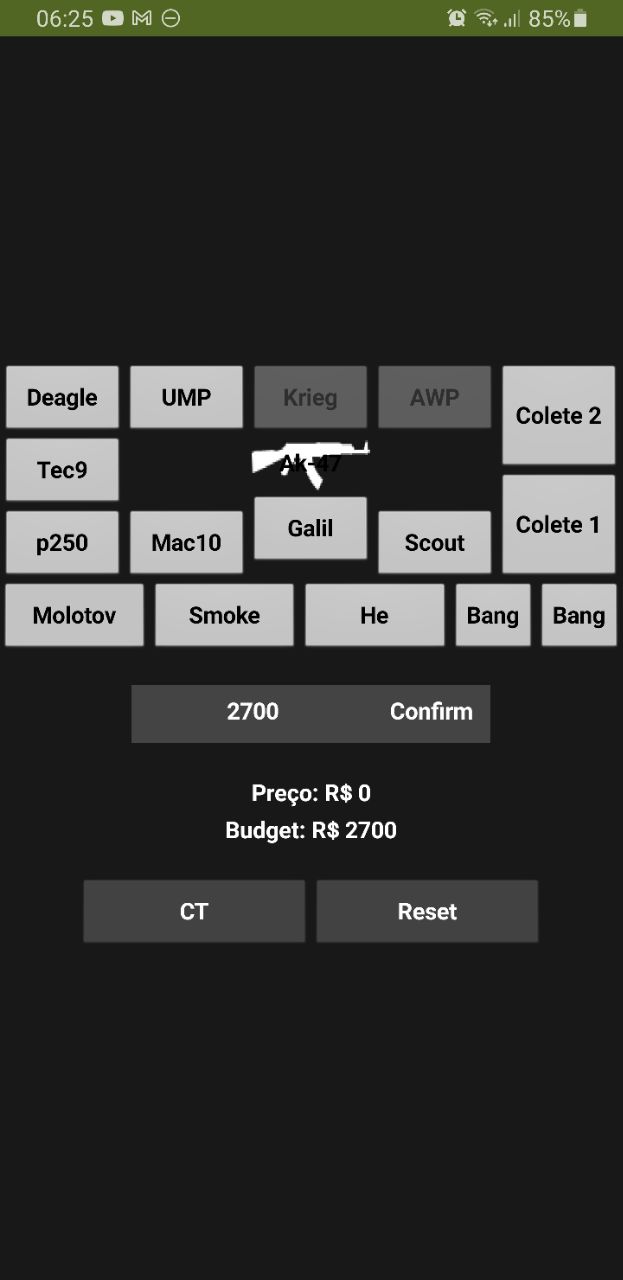 06:25 85%
Deagle UMP Krieg AWP Colete 2
Tec9 Ak-47
p250 Mac10 Galil Scout Colete 1
Molotov Smoke He Bang Bang
2700 Confirm
Preço: R$ 0
Budget: R$ 2700
CT Reset